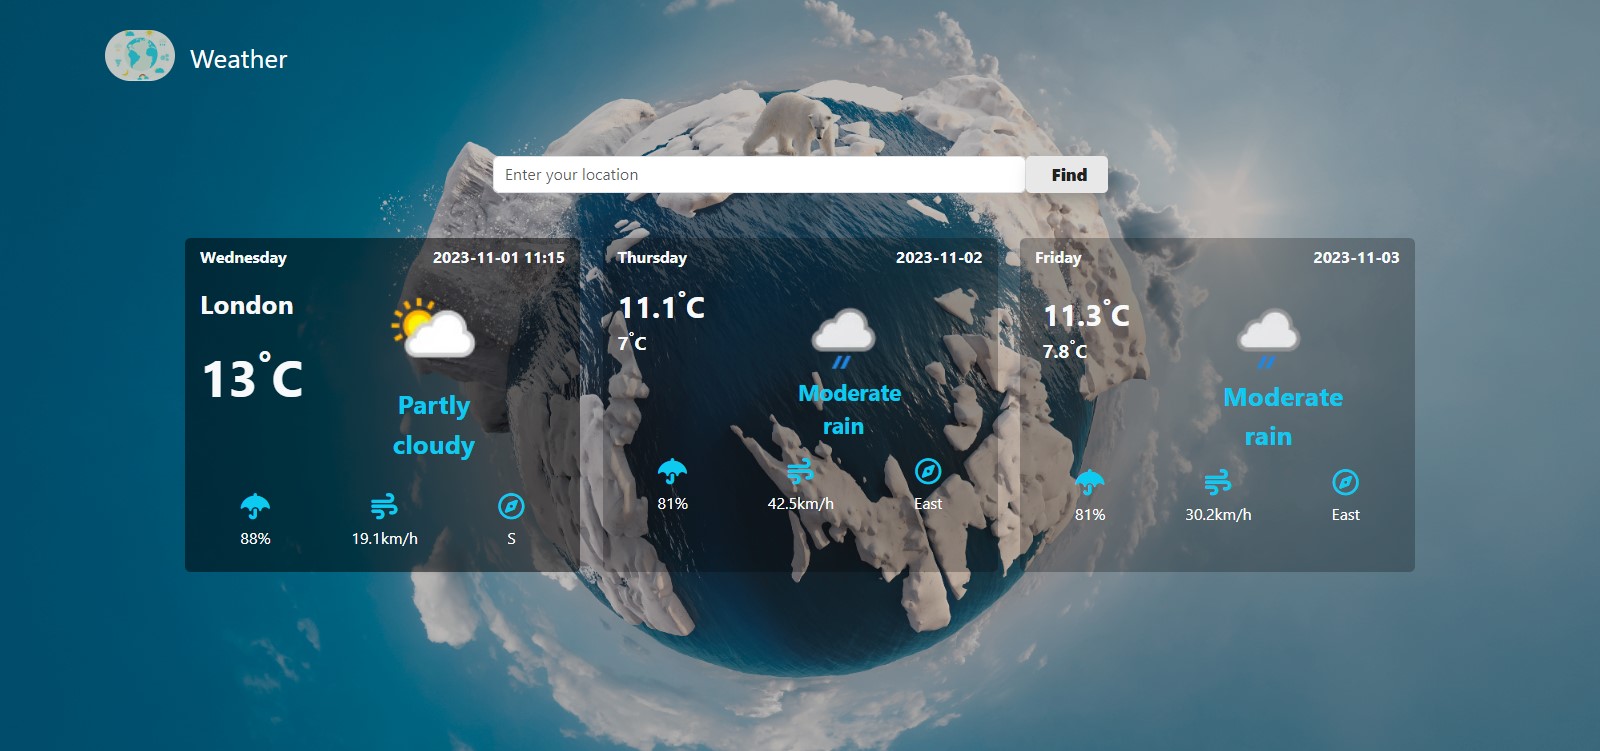 Weather
Enter your location
Find
Wednesday
2023-11-01 11:15
London
13°C
Partly
cloudy
88%
19.1km/h
S
Thursday
2023-11-02
11.1°C
7°C
Moderate
rain
81%
42.5km/h
East
Friday
2023-11-03
11.3°C
7.8°C
Moderate
rain
81%
30.2km/h
East